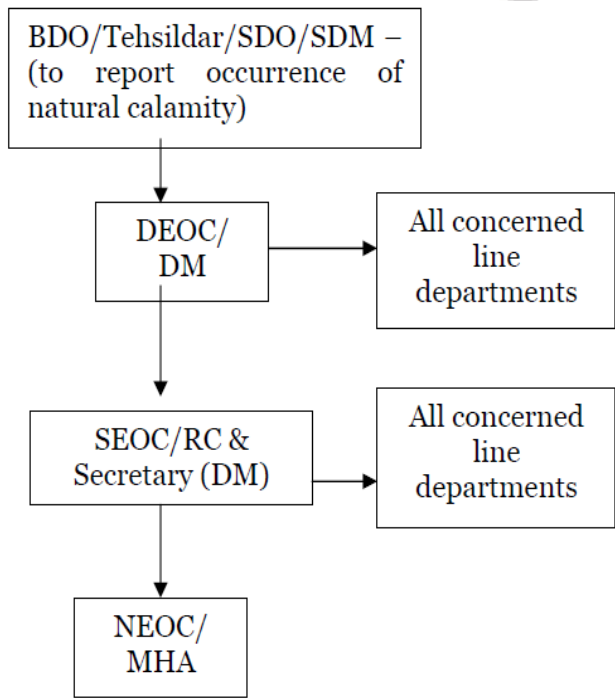 BDO/Tehsildar/SDO/SDM –
(to report occurrence of
natural calamity)
DEOC/
DM
All concerned
line
departments
SEOC/RC &
Secretary (DM)
All concerned
line
departments
NEOC/
MHA